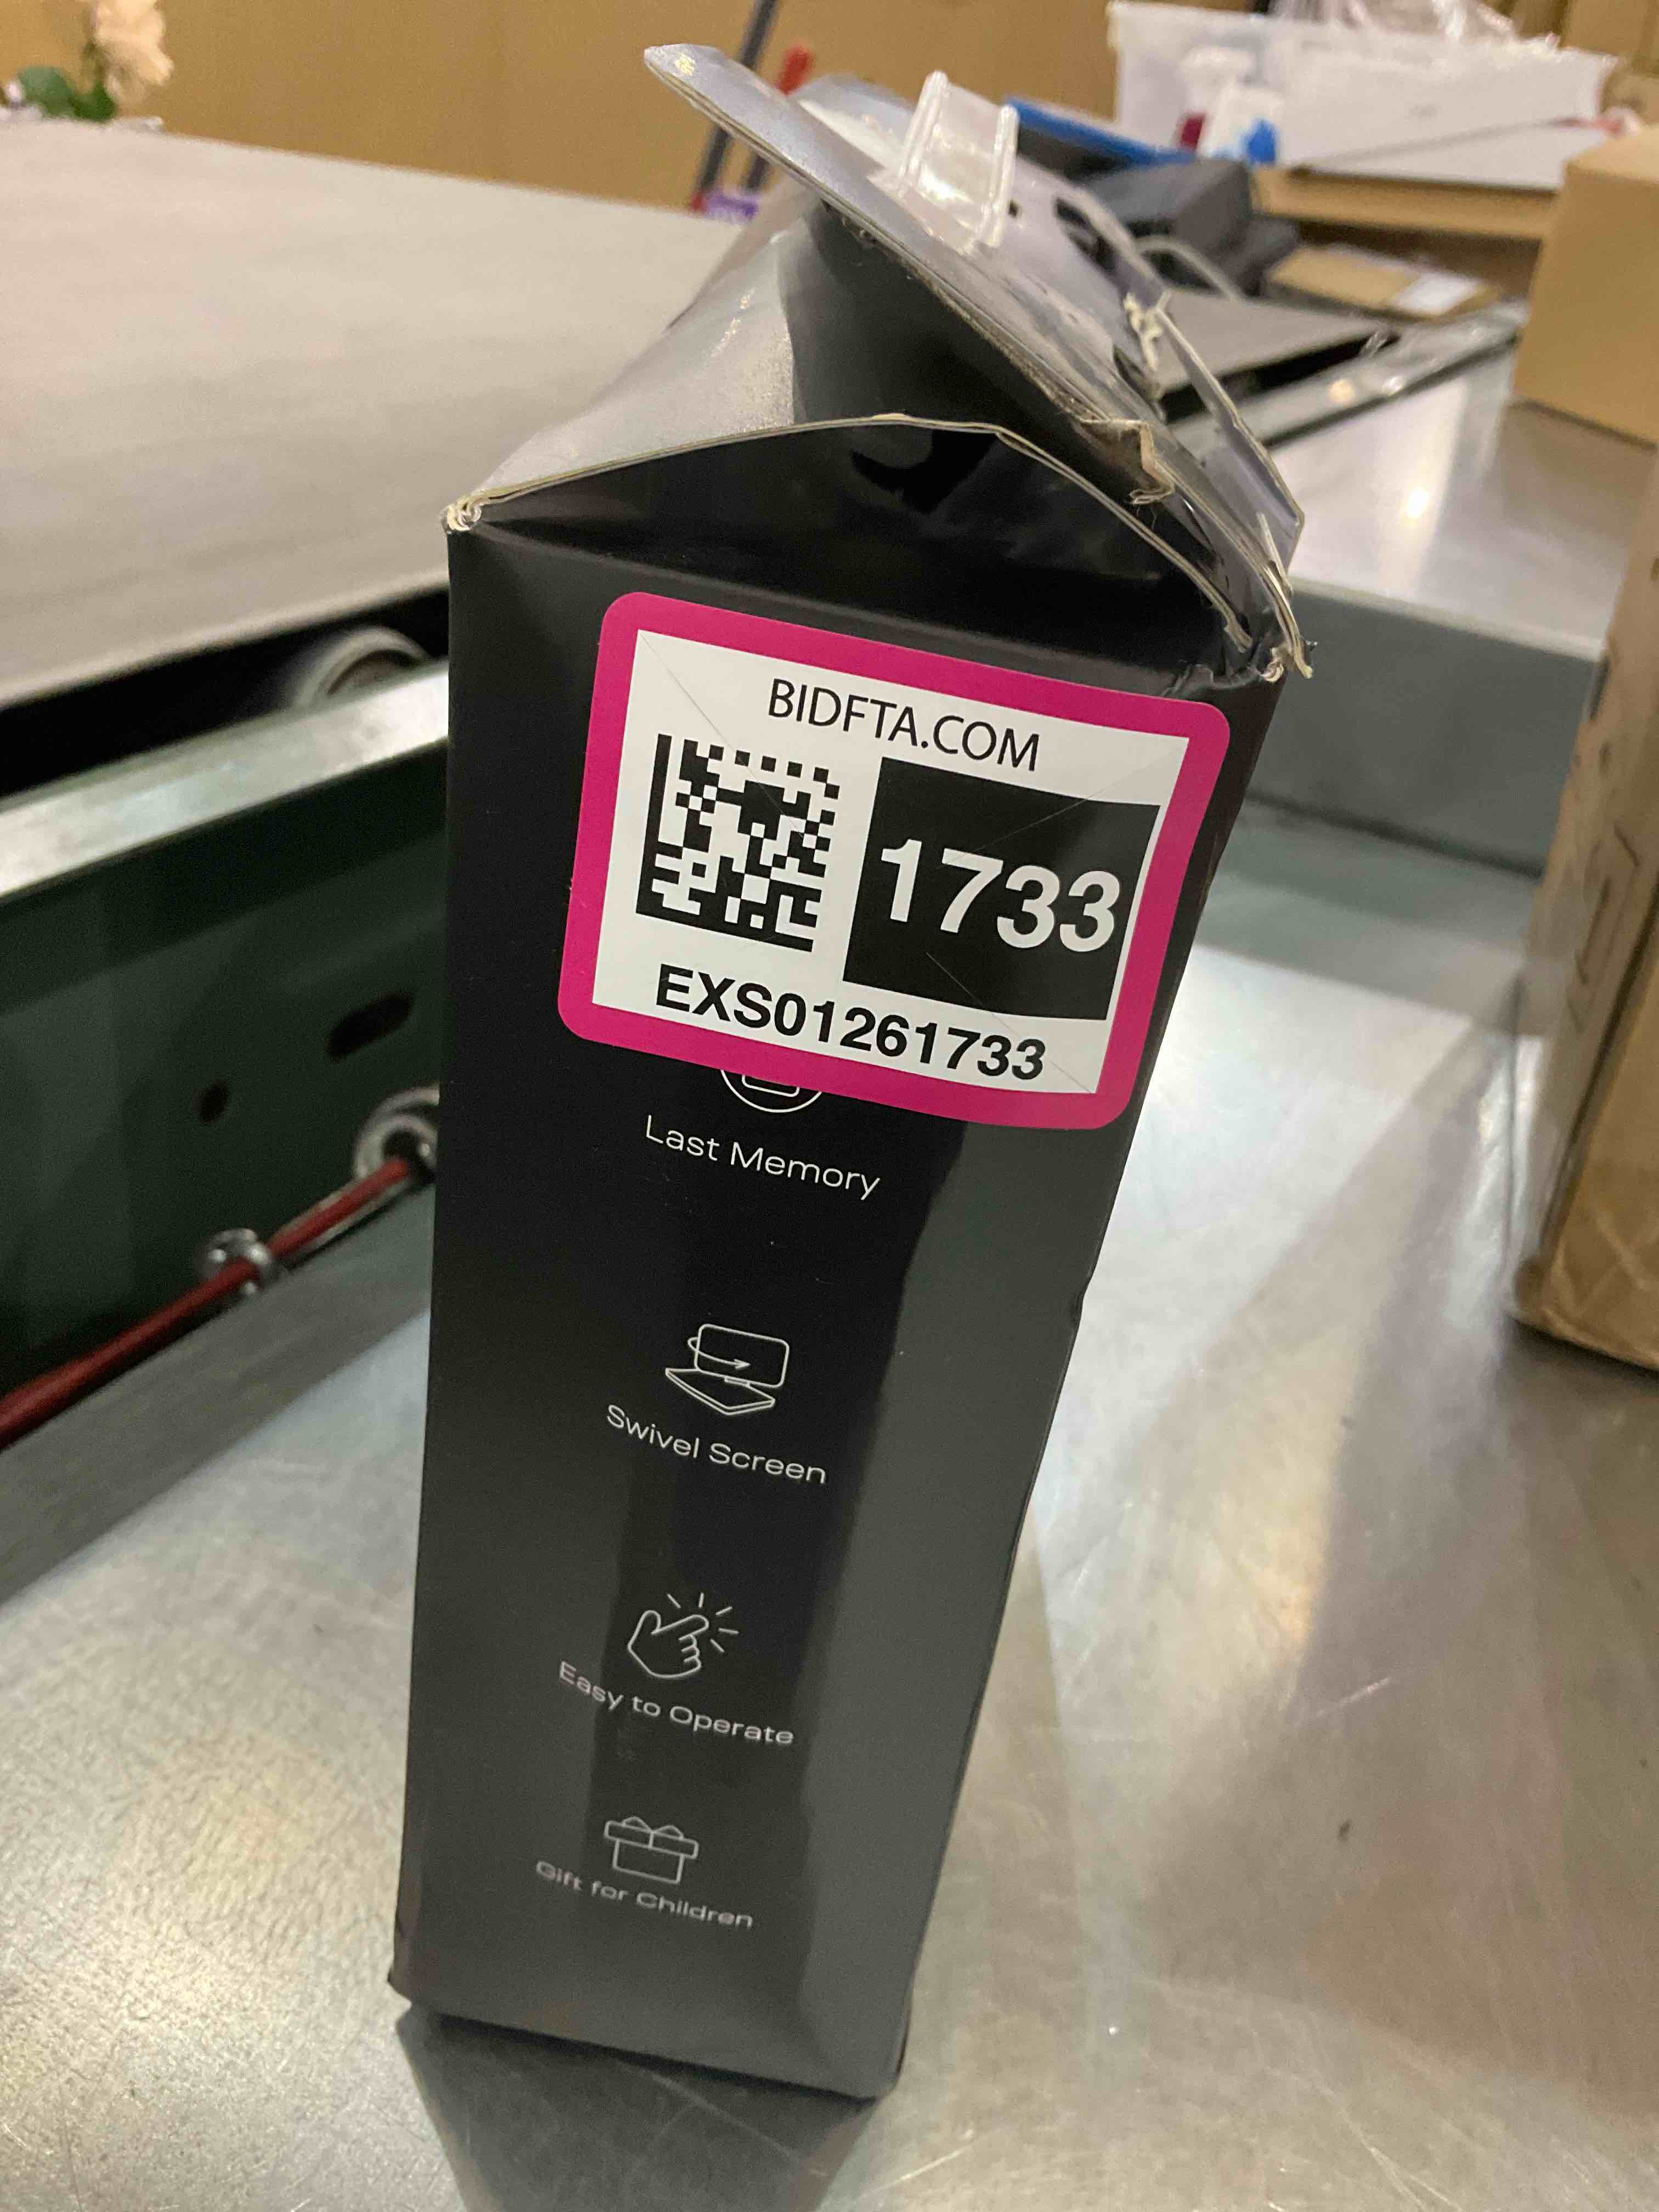 BIDFTA.COM
1733
EXS01261733
Last Memory
Swivel Screen
Easy to Operate
Gift for Children